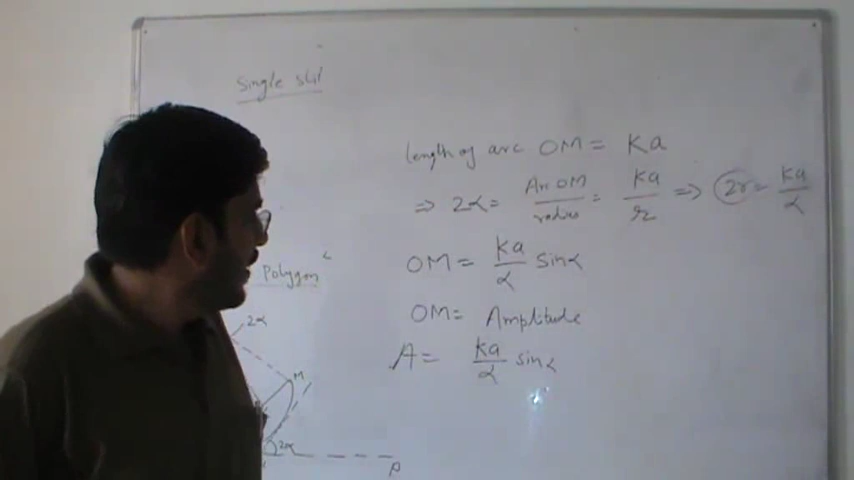 Single slit
length of arc OM = Ka
⇒ 2α = Arc OM / radius = Ka / r ⇒ 2r = Ka / α
OM = Ka / α sinα
Polygon
OM = Amplitude
2α
A = Ka / α sinα
M
2α
P